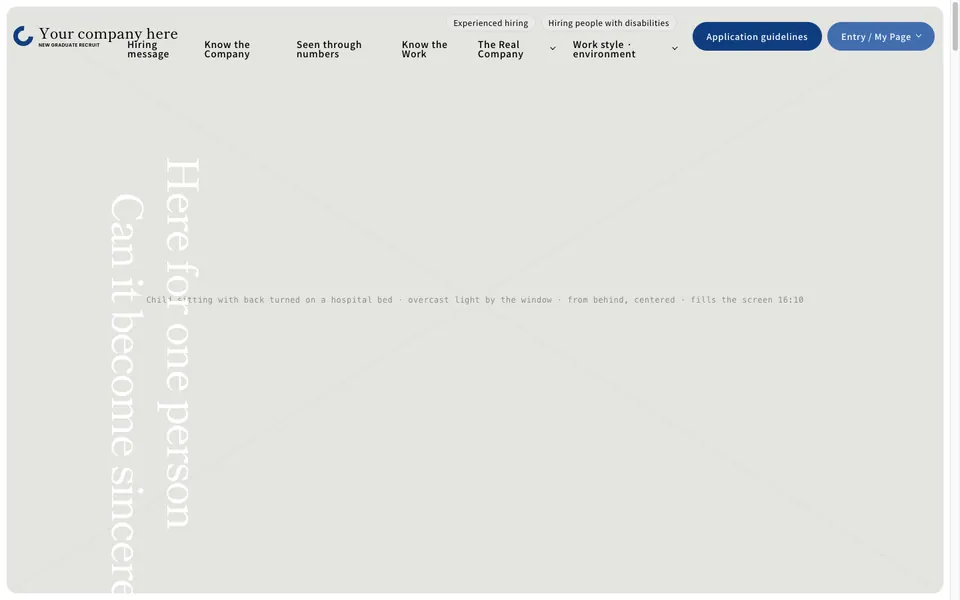 Your company here
NEW GRADUATE RECRUIT
Experienced hiring
Hiring people with disabilities
Hiring message
Know the Company
Seen through numbers
Know the Work
The Real Company
Work style · environment
Application guidelines
Entry / My Page
Here for one person
Can it become sincere
Child sitting with back turned on a hospital bed · overcast light by the window · from behind, centered · fills the screen 16:10